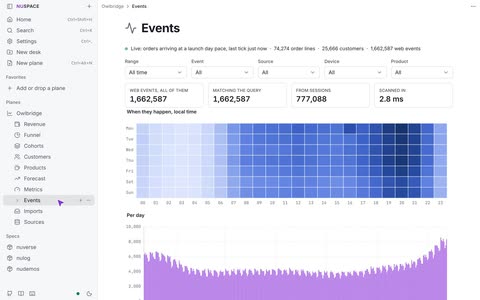 NUSPACE
Home Ctrl+Shift+H
Search Ctrl+K
Settings Ctrl+,
New desk
New plane Ctrl+Alt+N
Favorites
Add or drop a plane
Planes
Owlbridge
Revenue
Funnel
Cohorts
Customers
Products
Forecast
Metrics
Events
Imports
Sources
Specs
nuverse
nulog
nudemos
Owlbridge › Events
Events
Live: orders arriving at a launch day pace, last tick just now · 74,274 order lines · 25,666 customers · 1,662,587 web events
Range Event Source Device Product
All time All All All All
WEB EVENTS, ALL OF THEM MATCHING THE QUERY FROM SESSIONS SCANNED IN
1,662,587 1,662,587 777,088 2.8 ms
When they happen, local time
Mon
Tue
Wed
Thu
Fri
Sat
Sun
00 01 02 03 04 05 06 07 08 09 10 11 12 13 14 15 16 17 18 19 20 21 22 23
Per day
10,000
8,000
6,000
4,000
2,000